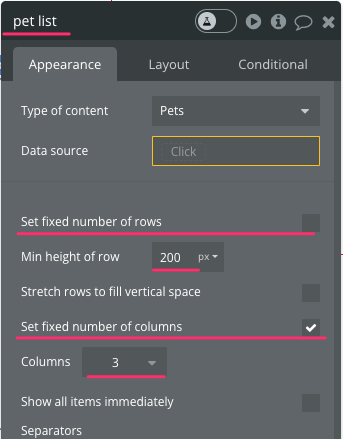 pet list
Appearance
Layout
Conditional
Type of content
Pets
Data source
Click
Set fixed number of rows
Min height of row
200
px
Stretch rows to fill vertical space
Set fixed number of columns
Columns
3
Show all items immediately
Separators